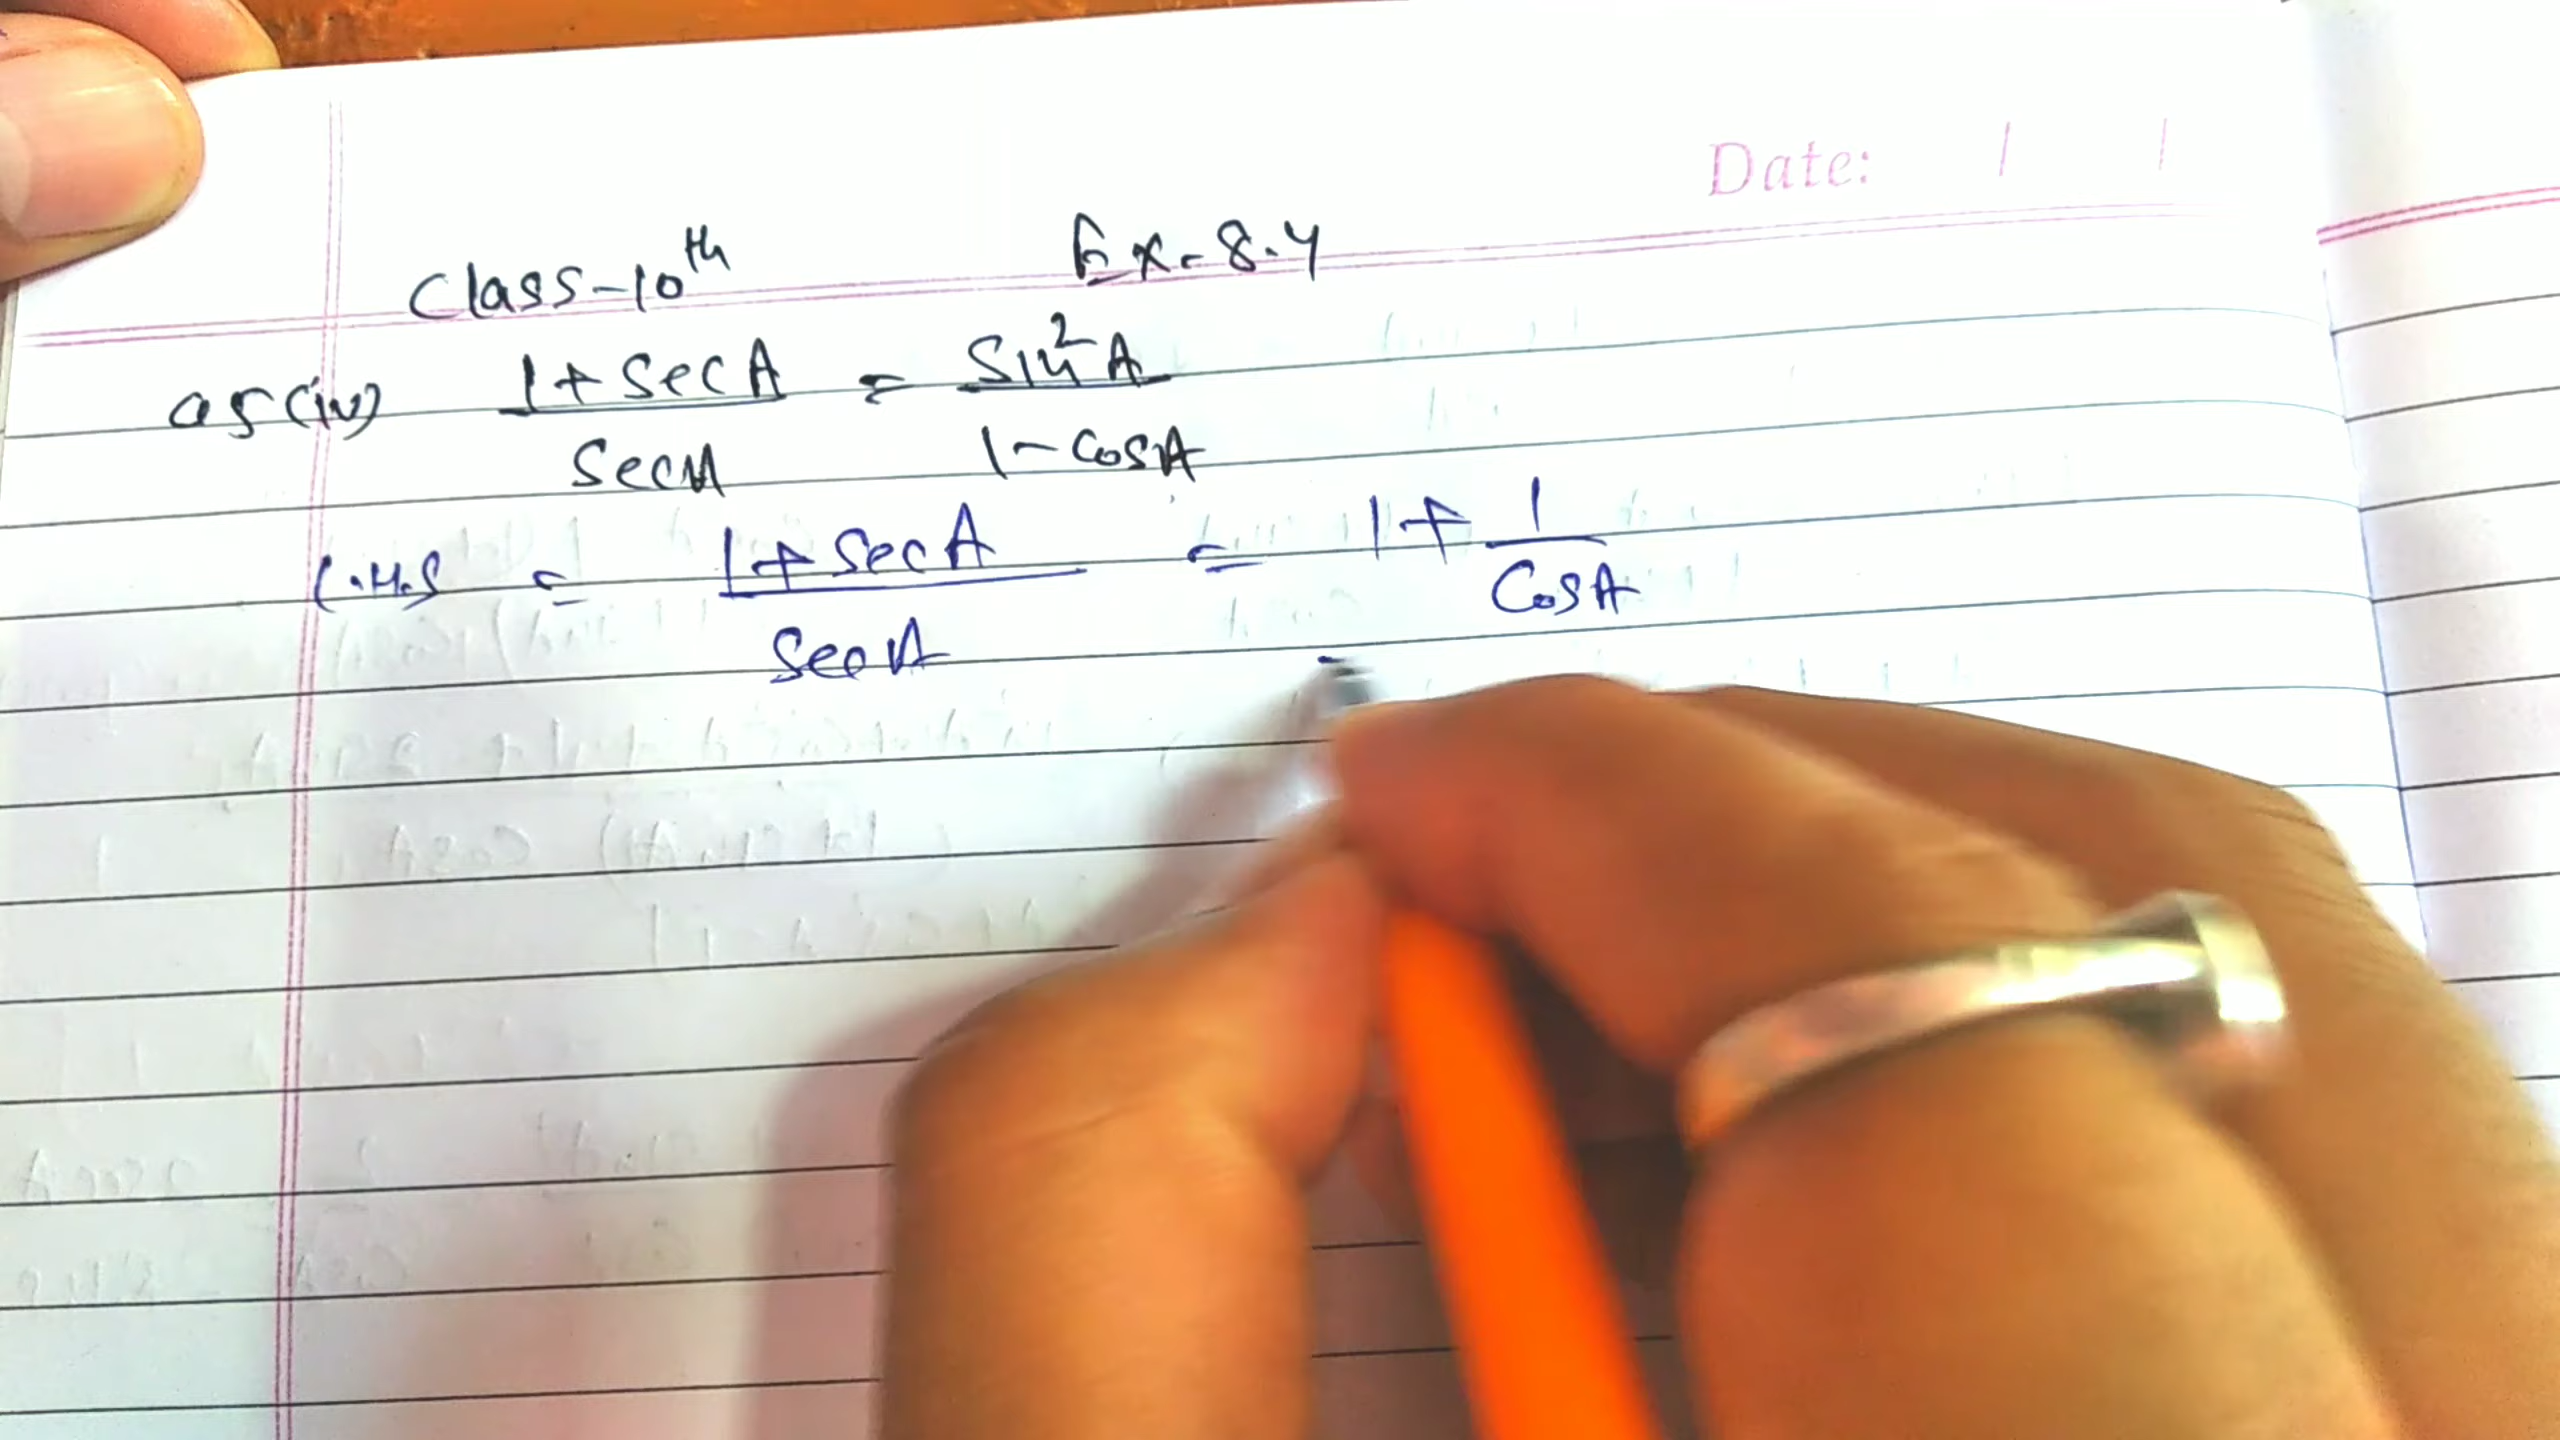 Date: / /
Class-10th Ex-8.4
Q5(iv) 1+SecA = Sin²A
SecA 1-CosA
L.H.S = 1+SecA = 1+ 1
SecA CosA